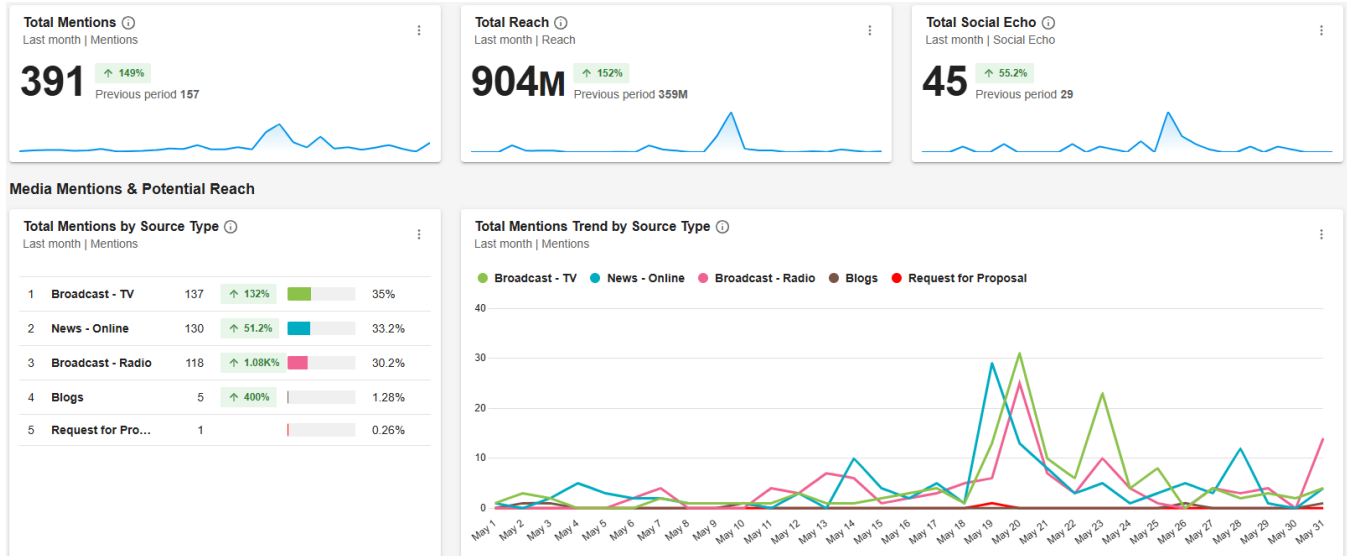 Total Mentions
Last month | Mentions
391
149%
Previous period 157
Total Reach
Last month | Reach
904M
152%
Previous period 359M
Total Social Echo
Last month | Social Echo
45
55.2%
Previous period 29
Media Mentions & Potential Reach
Total Mentions by Source Type
Last month | Mentions
1 Broadcast - TV 137 132% 35%
2 News - Online 130 51.2% 33.2%
3 Broadcast - Radio 118 1.08K% 30.2%
4 Blogs 5 400% 1.28%
5 Request for Pro... 1 0.26%
Total Mentions Trend by Source Type
Last month | Mentions
Broadcast - TV News - Online Broadcast - Radio Blogs Request for Proposal
40
30
20
10
0
May 1 May 2 May 3 May 4 May 5 May 6 May 7 May 8 May 9 May 10 May 11 May 12 May 13 May 14 May 15 May 16 May 17 May 18 May 19 May 20 May 21 May 22 May 23 May 24 May 25 May 26 May 27 May 28 May 29 May 30 May 31